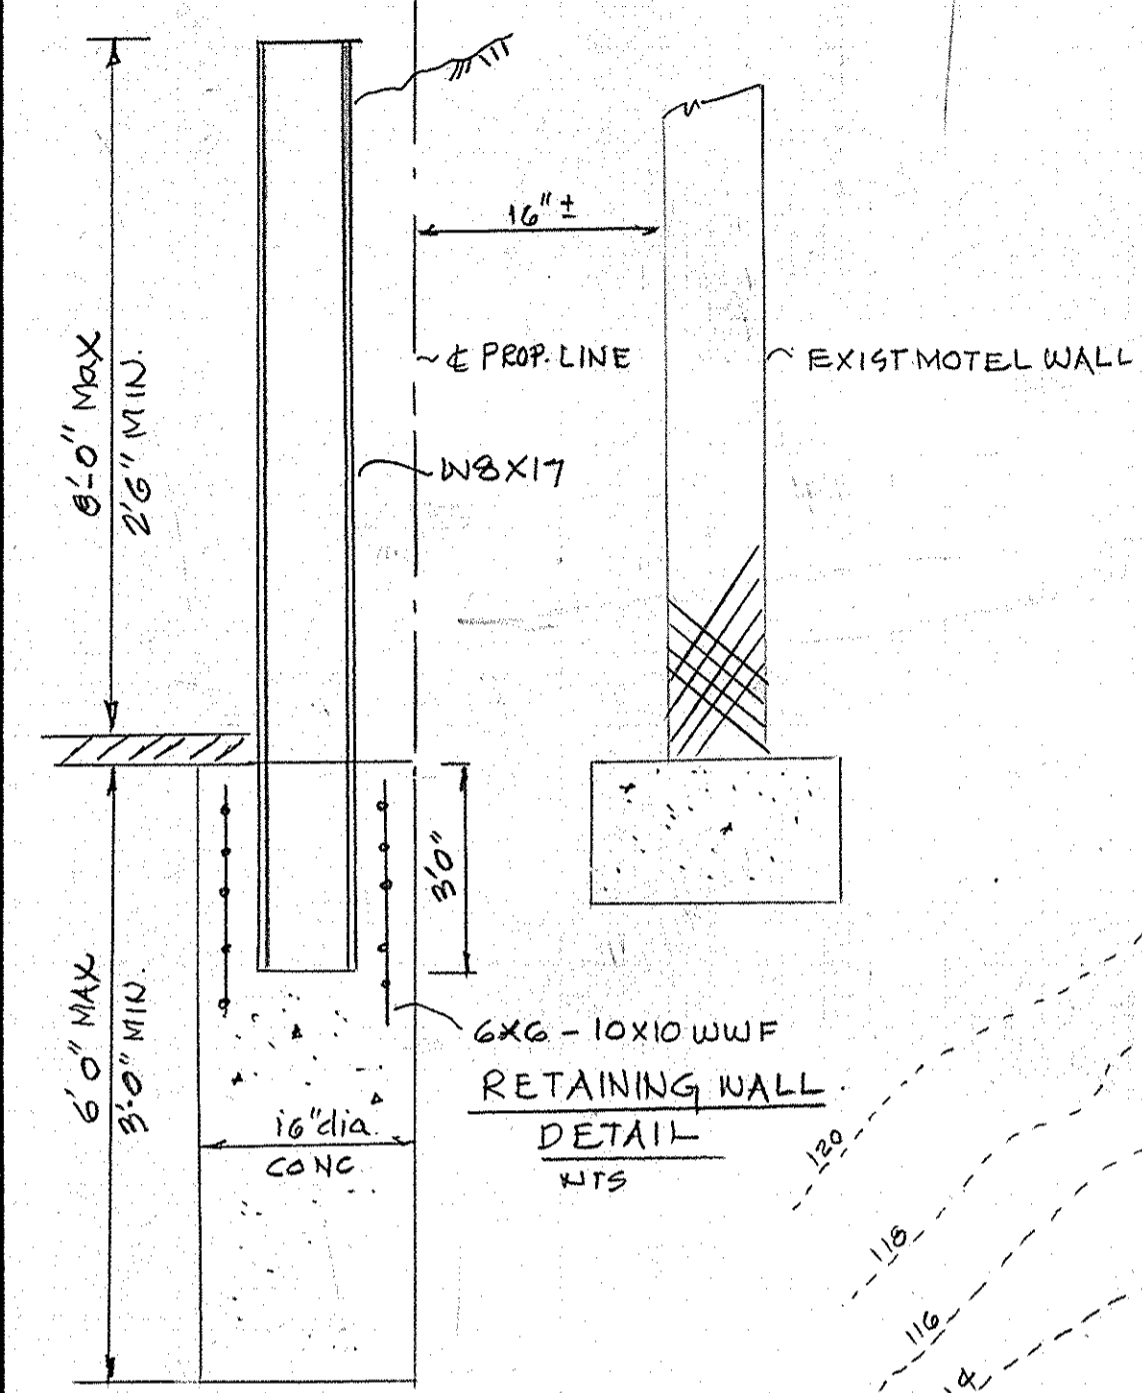 16" ±
℄ PROP. LINE
EXIST MOTEL WALL
8'-0" MAX
2'6" MIN.
W8X17
3'0"
6'0" MAX
3'-0" MIN.
6X6 - 10X10 WWF
RETAINING WALL
DETAIL
NTS
16"dia.
CONC
120
118
116